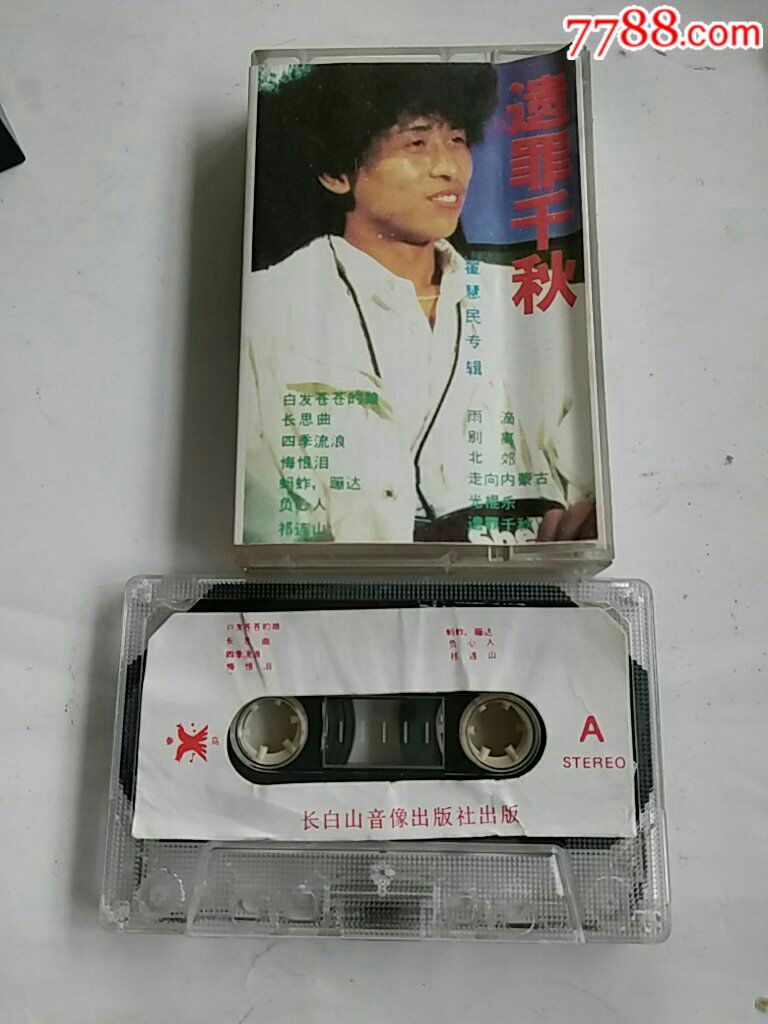 7788.com
遗罪千秋
翟慧民专辑
白发苍苍的娘
长思曲
四季流浪
悔恨泪
蚂蚱，蹦达
负心人
祁连山
雨滴
别离
北郊
走向内蒙古
光棍乐
遗罪千秋
白发苍苍的娘
长思曲
四季流浪
悔恨泪
蚂蚱，蹦达
负心人
祁连山
A
STEREO
长白山音像出版社出版